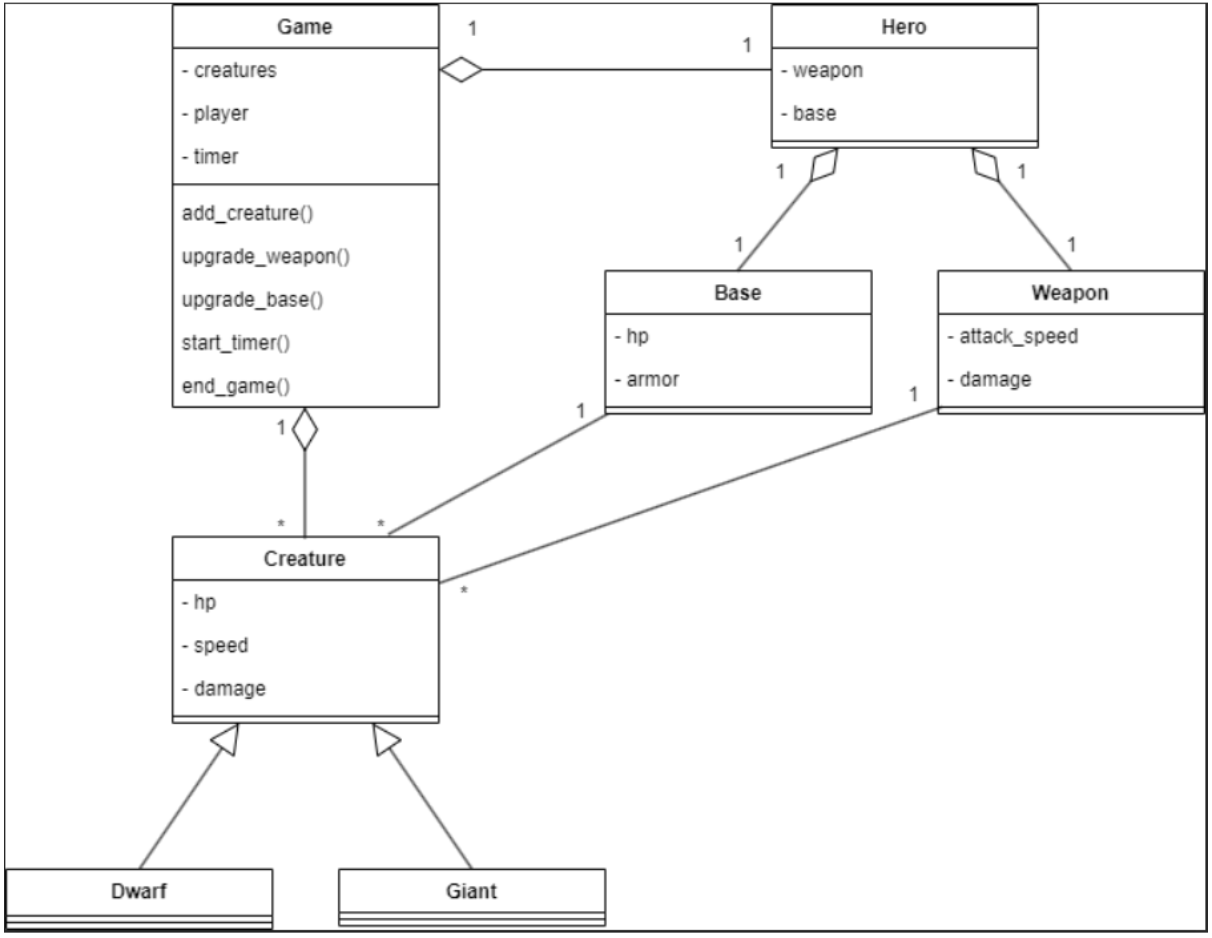 Game
- creatures
- player
- timer
add_creature()
upgrade_weapon()
upgrade_base()
start_timer()
end_game()
1
1
Hero
- weapon
- base
1
1
1
1
Base
- hp
- armor
Weapon
- attack_speed
- damage
1
1
1
*
*
*
Creature
- hp
- speed
- damage
Dwarf
Giant